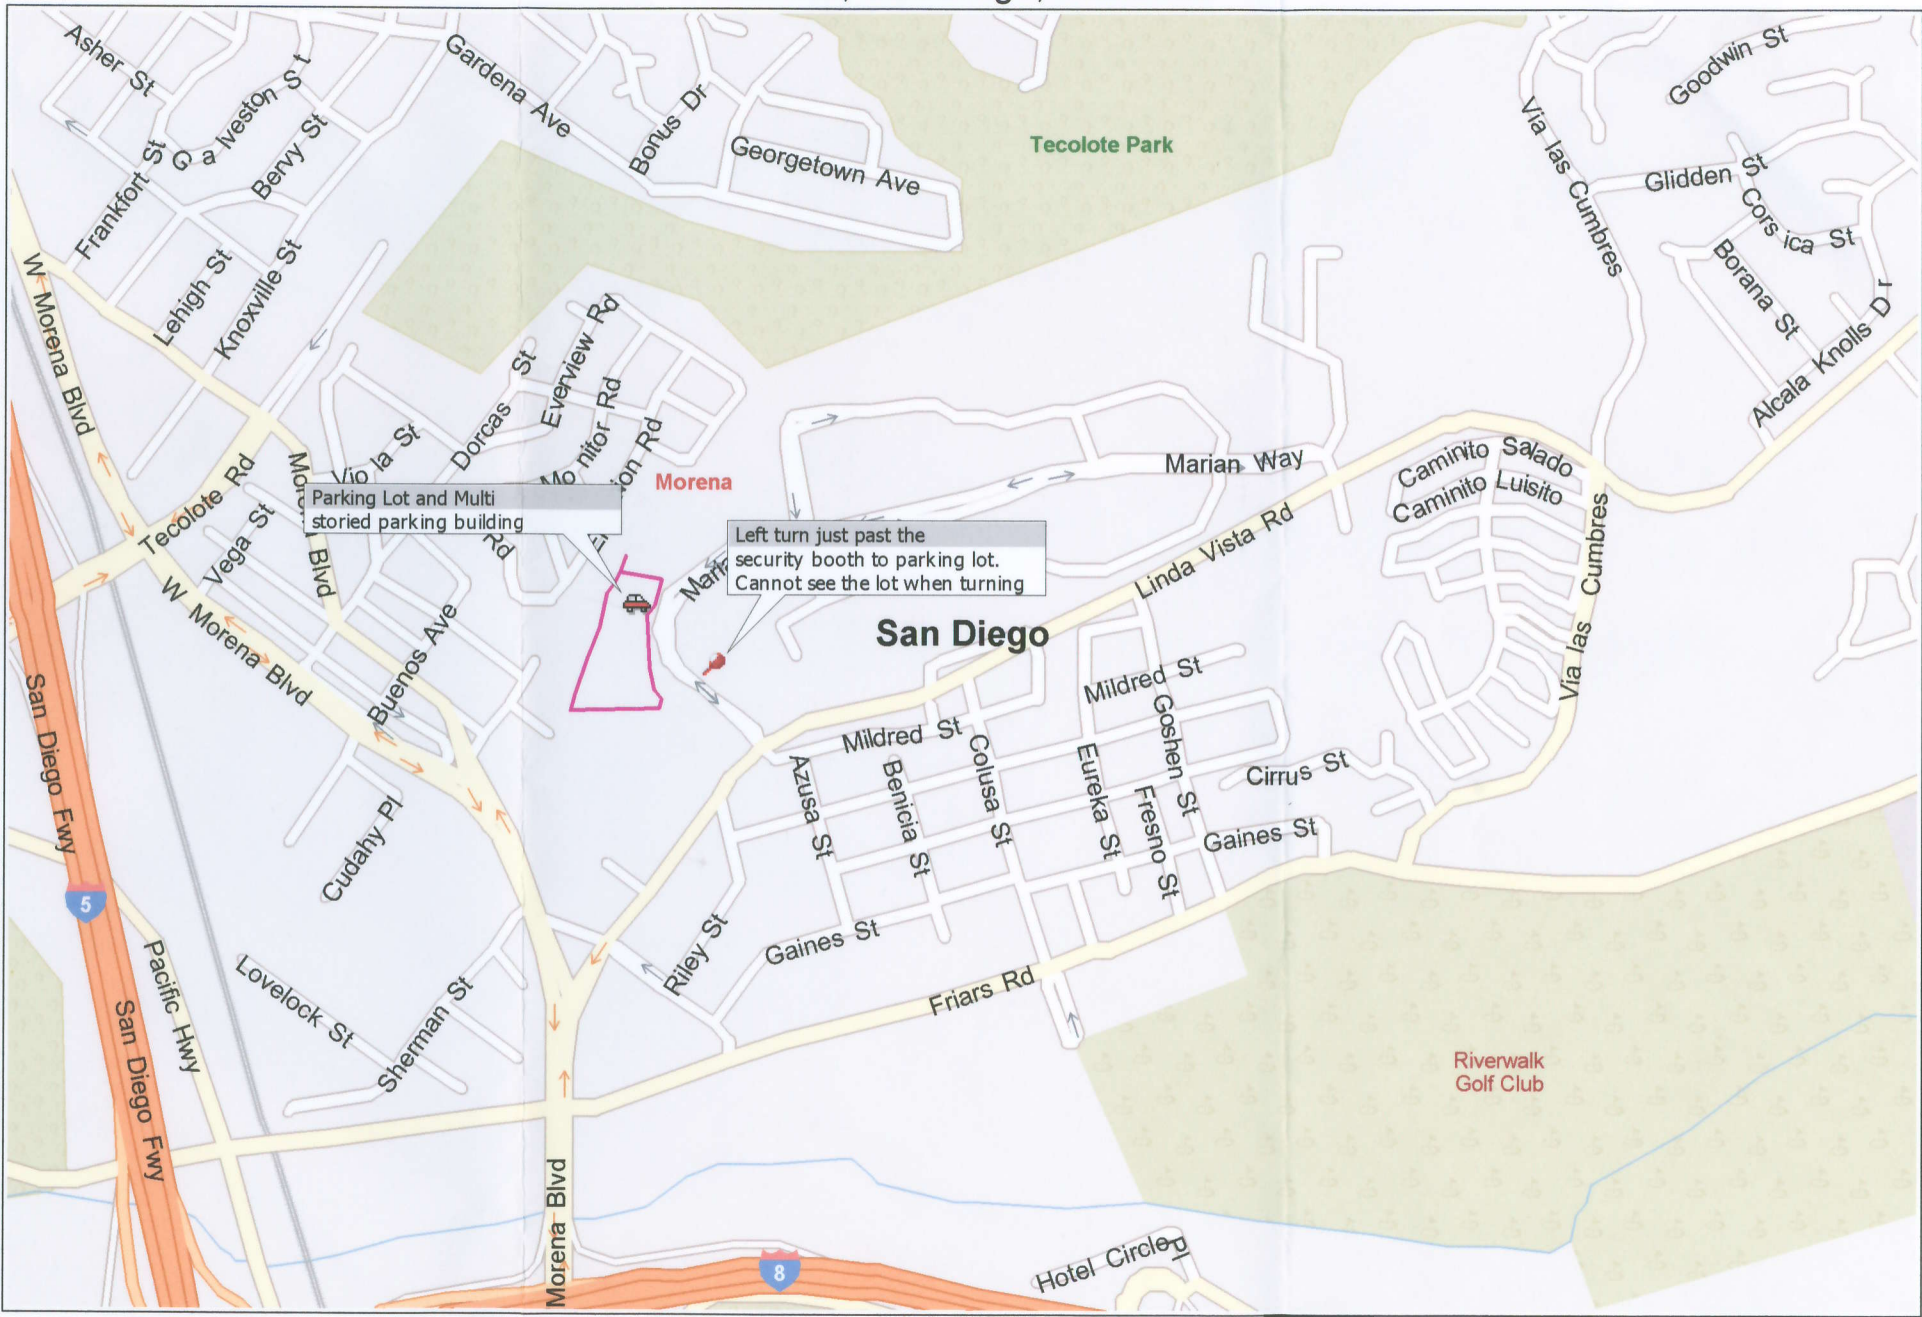 Asher St
Galveston St
Gardena Ave
Bonus Dr
Georgetown Ave
Tecolote Park
Via las Cumbres
Goodwin St
Glidden St
Corsica St
Borana St
Alcala Knolls Dr
Frankfort St
Bervy St
Lehigh St
Knoxville St
W Morena Blvd
Everview Rd
Dorcas St
Monitor Rd
Viola St
Morena
Tecolote Rd
Vega St
Parking Lot and Multi
storied parking building
Rd
Blvd
Left turn just past the
security booth to parking lot.
Cannot see the lot when turning
Marian Way
Linda Vista Rd
Caminito Salado
Caminito Luisito
Via las Cumbres
San Diego
W Morena Blvd
Buenos Ave
Mildred St
Mildred St
Goshen St
Azusa St
Benicia St
Colusa St
Eureka St
Fresno St
Cirrus St
Gaines St
San Diego Fwy
5
Cudahy Pl
Pacific Hwy
Lovelock St
Sherman St
Riley St
Gaines St
Friars Rd
San Diego Fwy
Riverwalk
Golf Club
Morena Blvd
8
Hotel Circle Pl